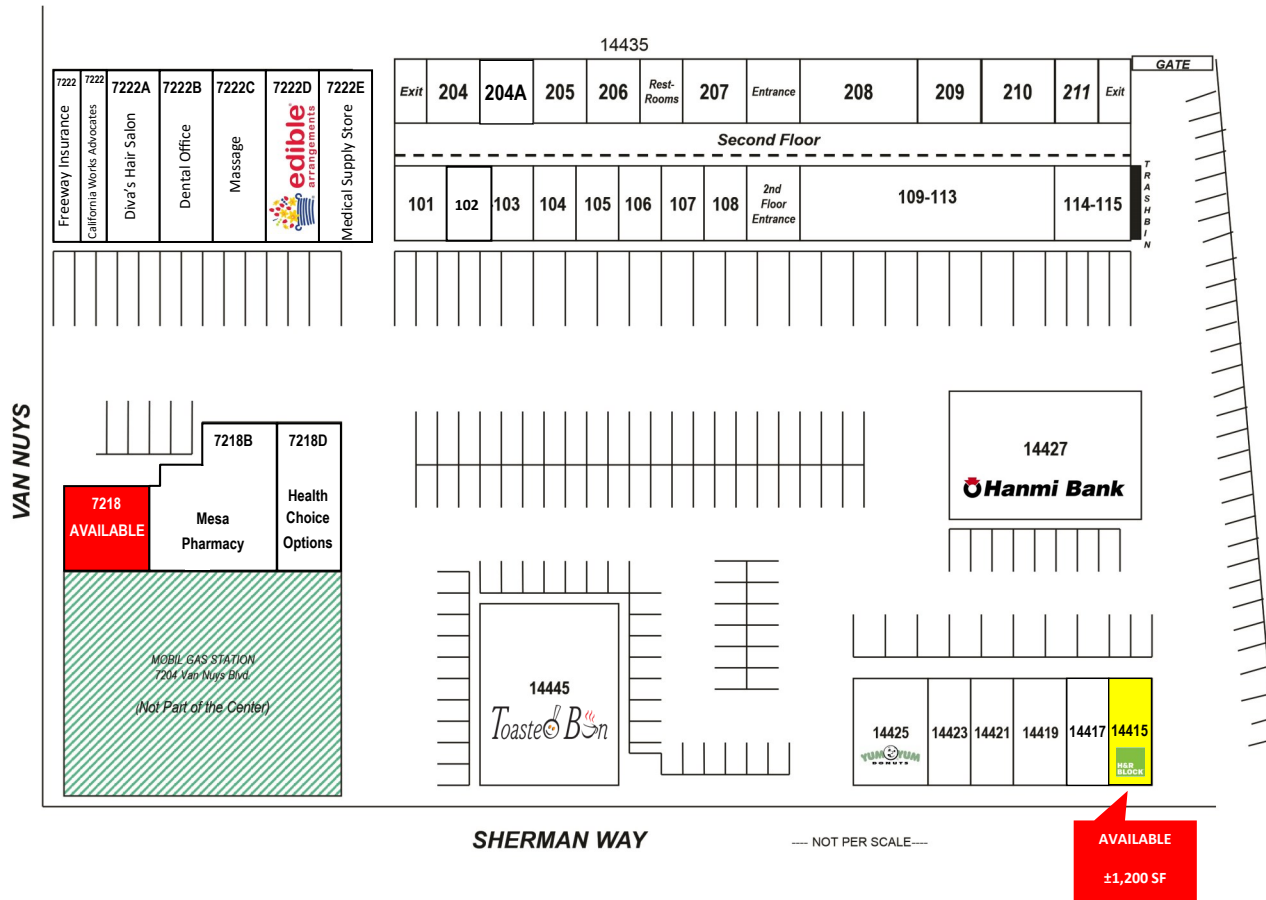 14435
GATE
7222
Freeway Insurance
7222
California Works Advocates
7222A
Diva's Hair Salon
7222B
Dental Office
7222C
Massage
7222D
edible
arrangements
7222E
Medical Supply Store
Exit
204
204A
205
206
Rest-
Rooms
207
Entrance
208
209
210
211
Exit
Second Floor
101
102
103
104
105
106
107
108
2nd
Floor
Entrance
109-113
114-115
TRASHBIN
VAN NUYS
7218
AVAILABLE
7218B
Mesa
Pharmacy
7218D
Health
Choice
Options
14427
Hanmi Bank
MOBIL GAS STATION
7204 Van Nuys Blvd
(Not Part of the Center)
14445
Toasted Bun
14425
YUM YUM
DONUTS
14423
14421
14419
14417
14415
H&R
BLOCK
SHERMAN WAY
---- NOT PER SCALE----
AVAILABLE
±1,200 SF